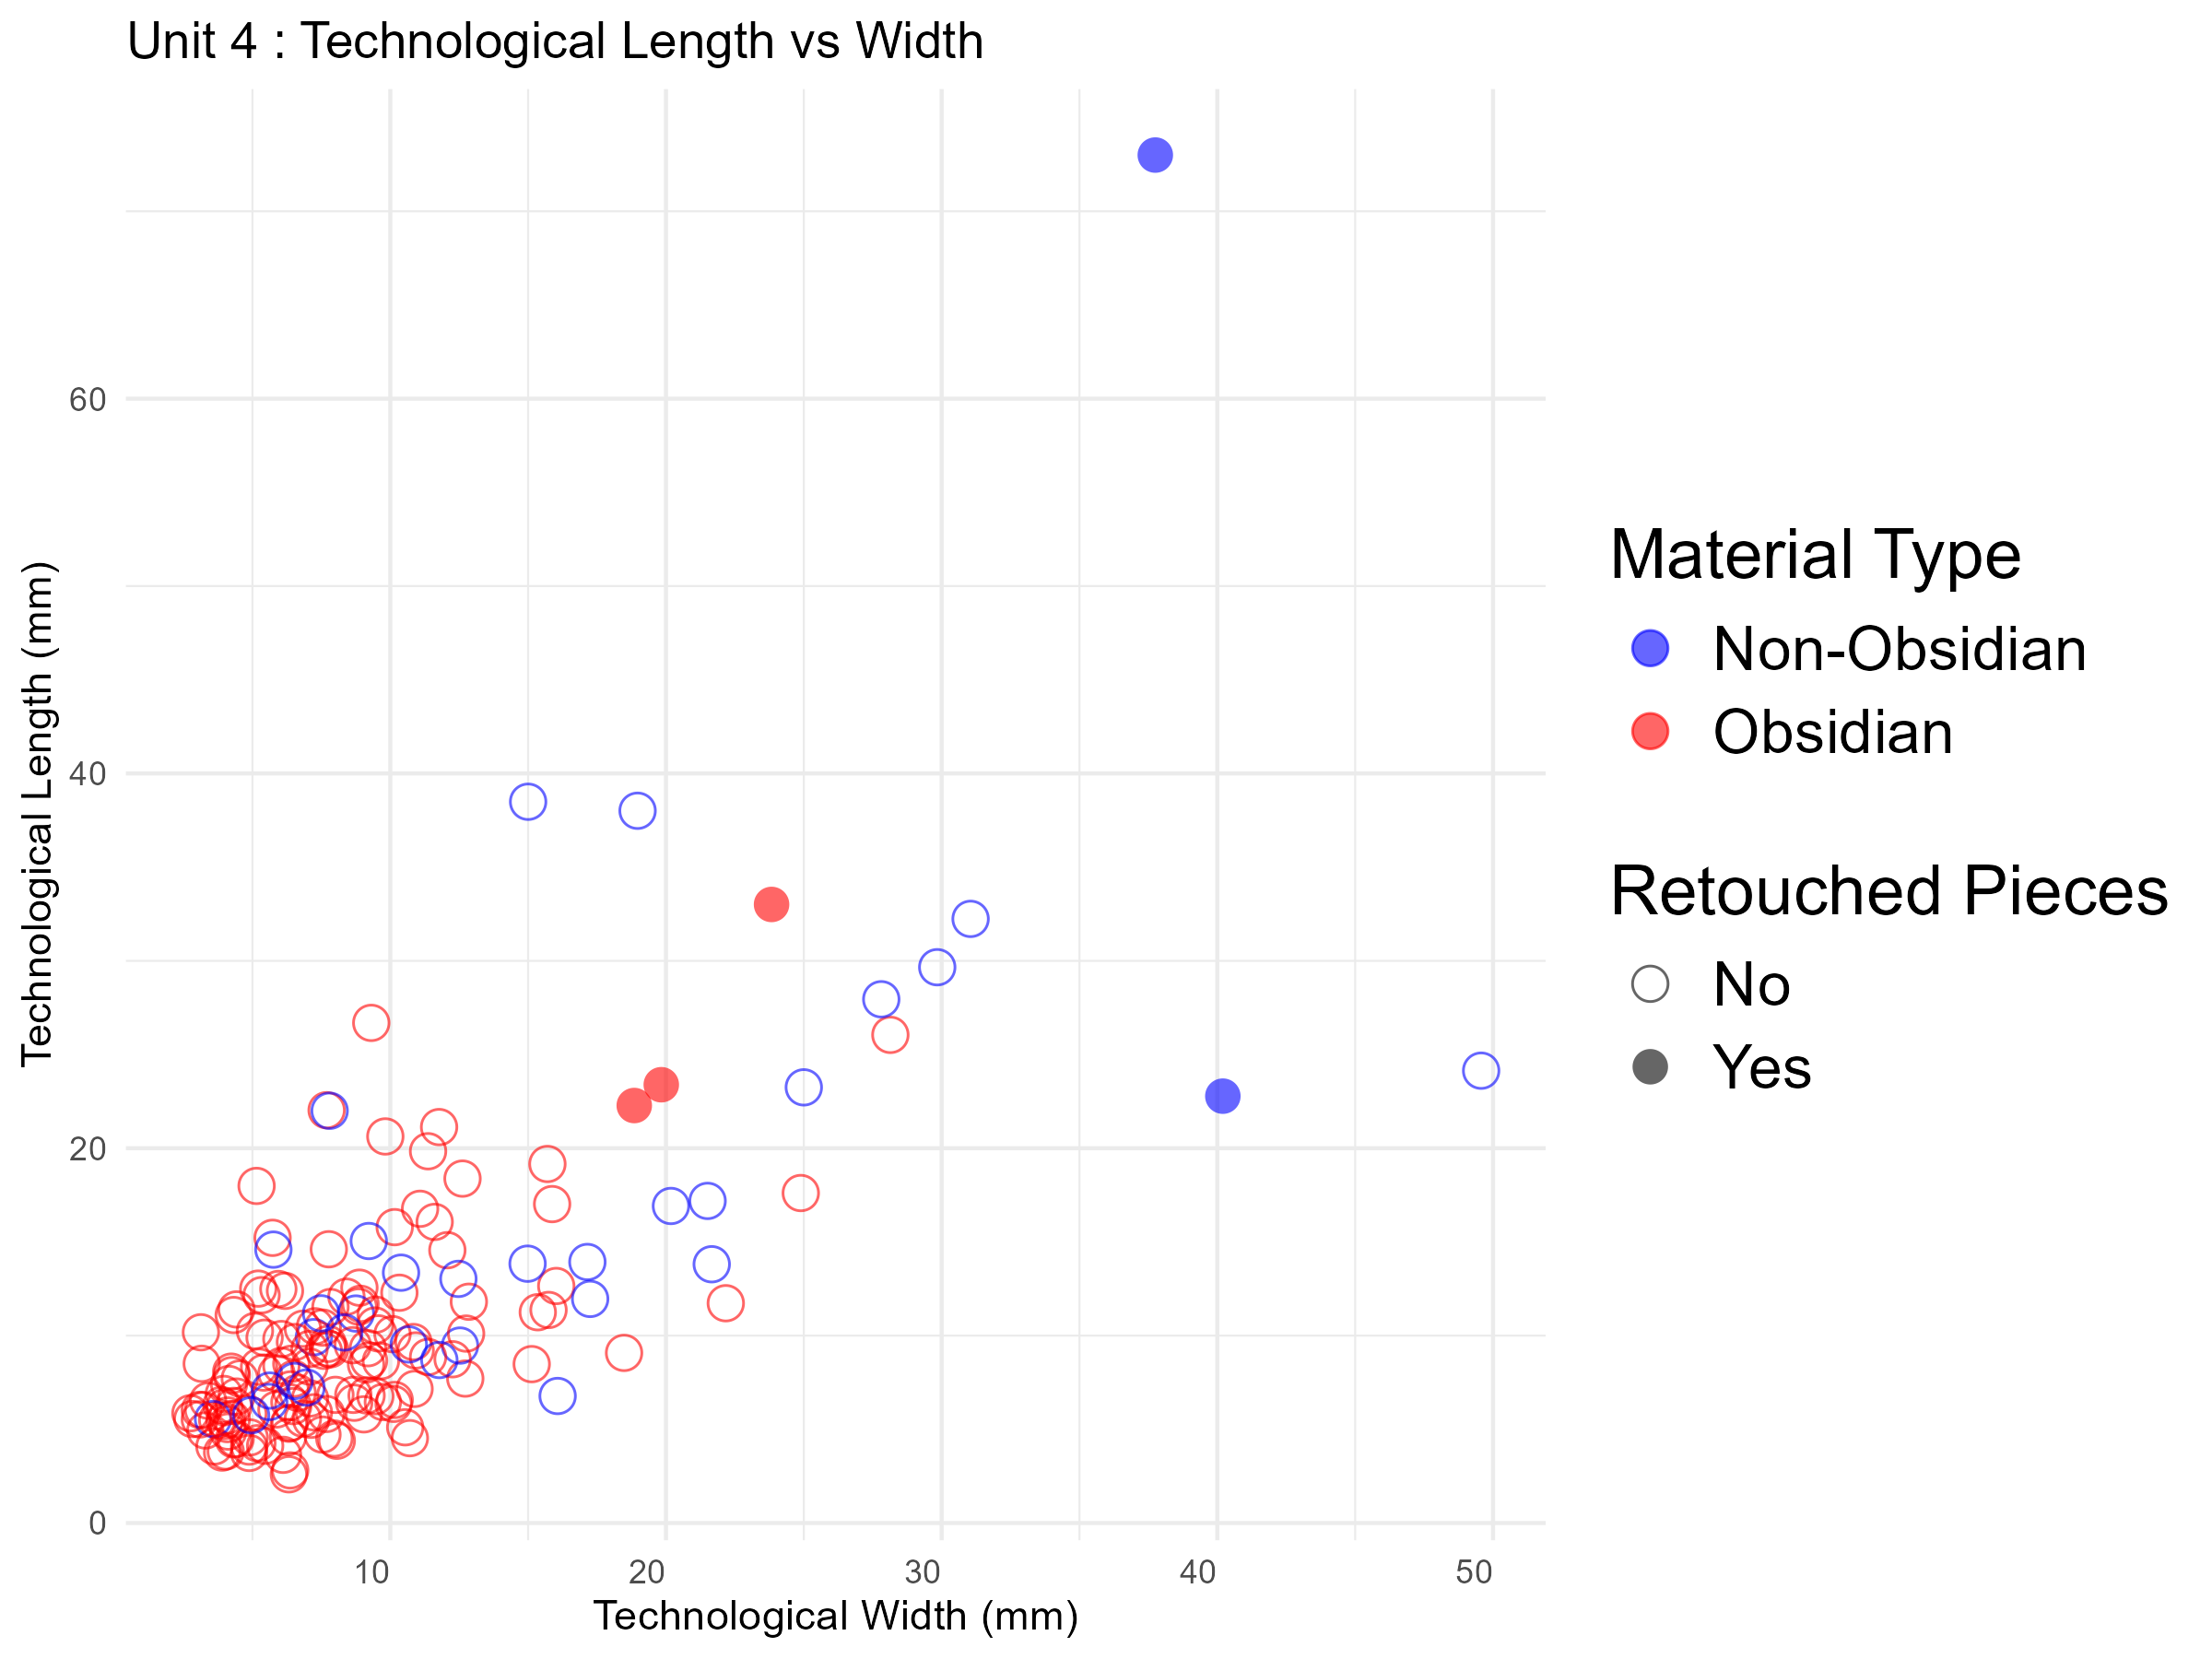 Unit 4 : Technological Length vs Width
Technological Length (mm)
60
40
20
0
10
20
30
40
50
Technological Width (mm)
Material Type
Non-Obsidian
Obsidian
Retouched Pieces
No
Yes